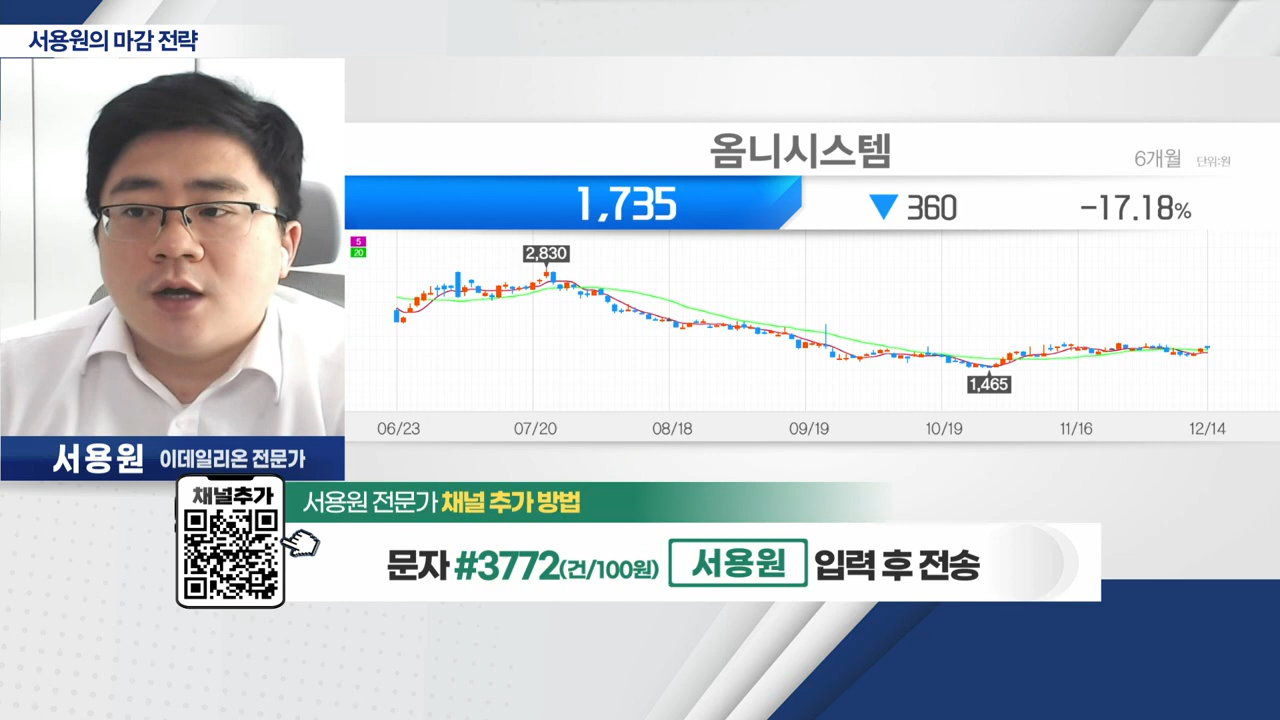 서용원의 마감 전략
옴니시스템
6개월 단위:원
1,735
▼ 360
-17.18%
5
20
2,830
1,465
06/23 07/20 08/18 09/19 10/19 11/16 12/14
서용원 이데일리온 전문가
채널추가
서용원 전문가 채널 추가 방법
문자 #3772(건/100원) 서용원 입력 후 전송